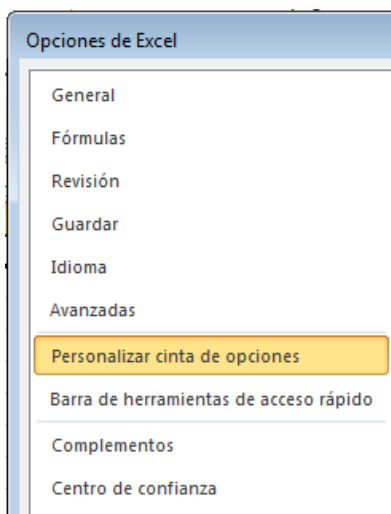 Opciones de Excel
General
Fórmulas
Revisión
Guardar
Idioma
Avanzadas
Personalizar cinta de opciones
Barra de herramientas de acceso rápido
Complementos
Centro de confianza